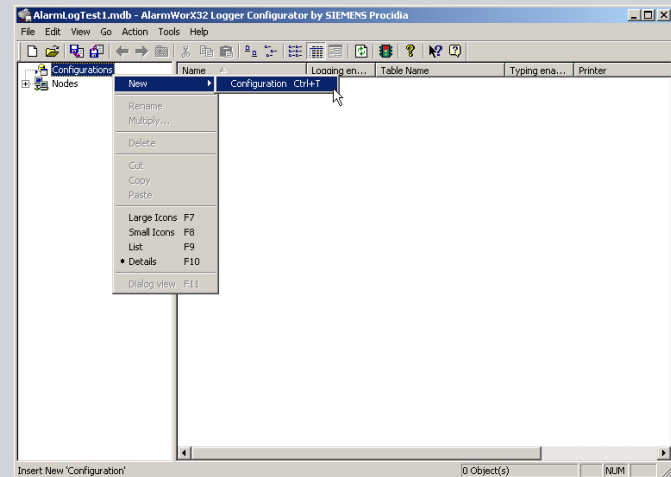 AlarmLogTest1.mdb - AlarmWorX32 Logger Configurator by SIEMENS Procidia
File Edit View Go Action Tools Help
Configurations
Nodes
Name Logging en... Table Name Typing ena... Printer
New
Configuration Ctrl+T
Rename
Multiply...
Delete
Cut
Copy
Paste
Large Icons F7
Small Icons F8
List F9
Details F10
Dialog view F11
Insert New 'Configuration'
0 Object(s)
NUM